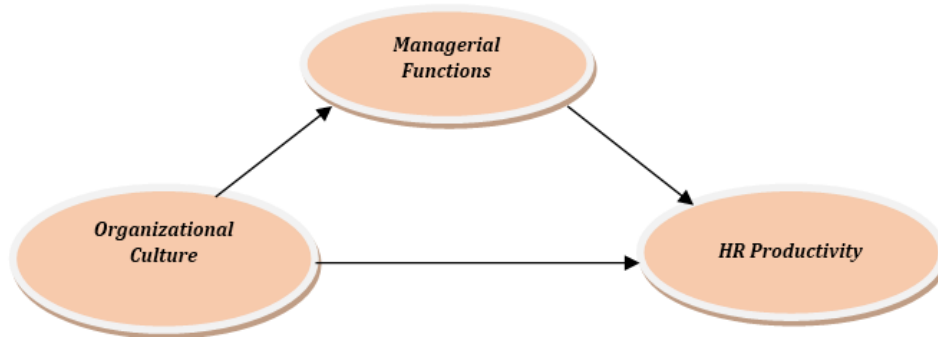 Managerial
Functions
Organizational
Culture
HR Productivity